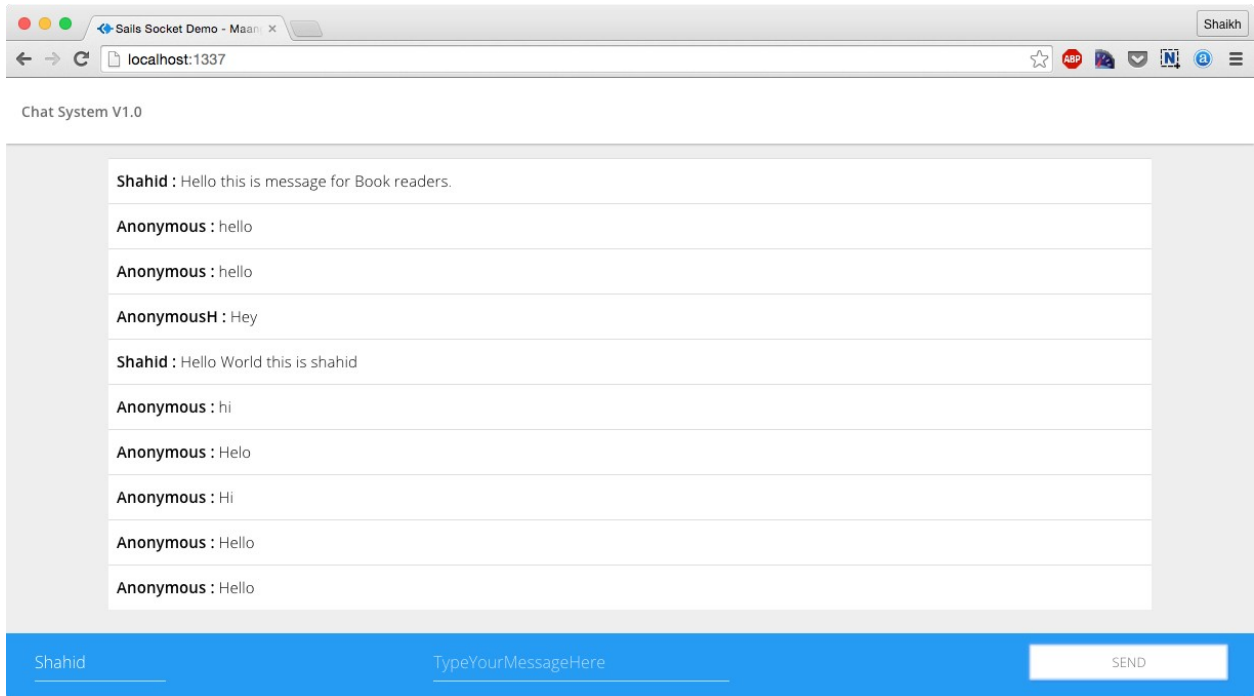 Sails Socket Demo - Maan
Shaikh
localhost:1337
ABP
N
a
Chat System V1.0
Shahid : Hello this is message for Book readers.
Anonymous : hello
Anonymous : hello
AnonymousH : Hey
Shahid : Hello World this is shahid
Anonymous : hi
Anonymous : Helo
Anonymous : Hi
Anonymous : Hello
Anonymous : Hello
Shahid TypeYourMessageHere SEND